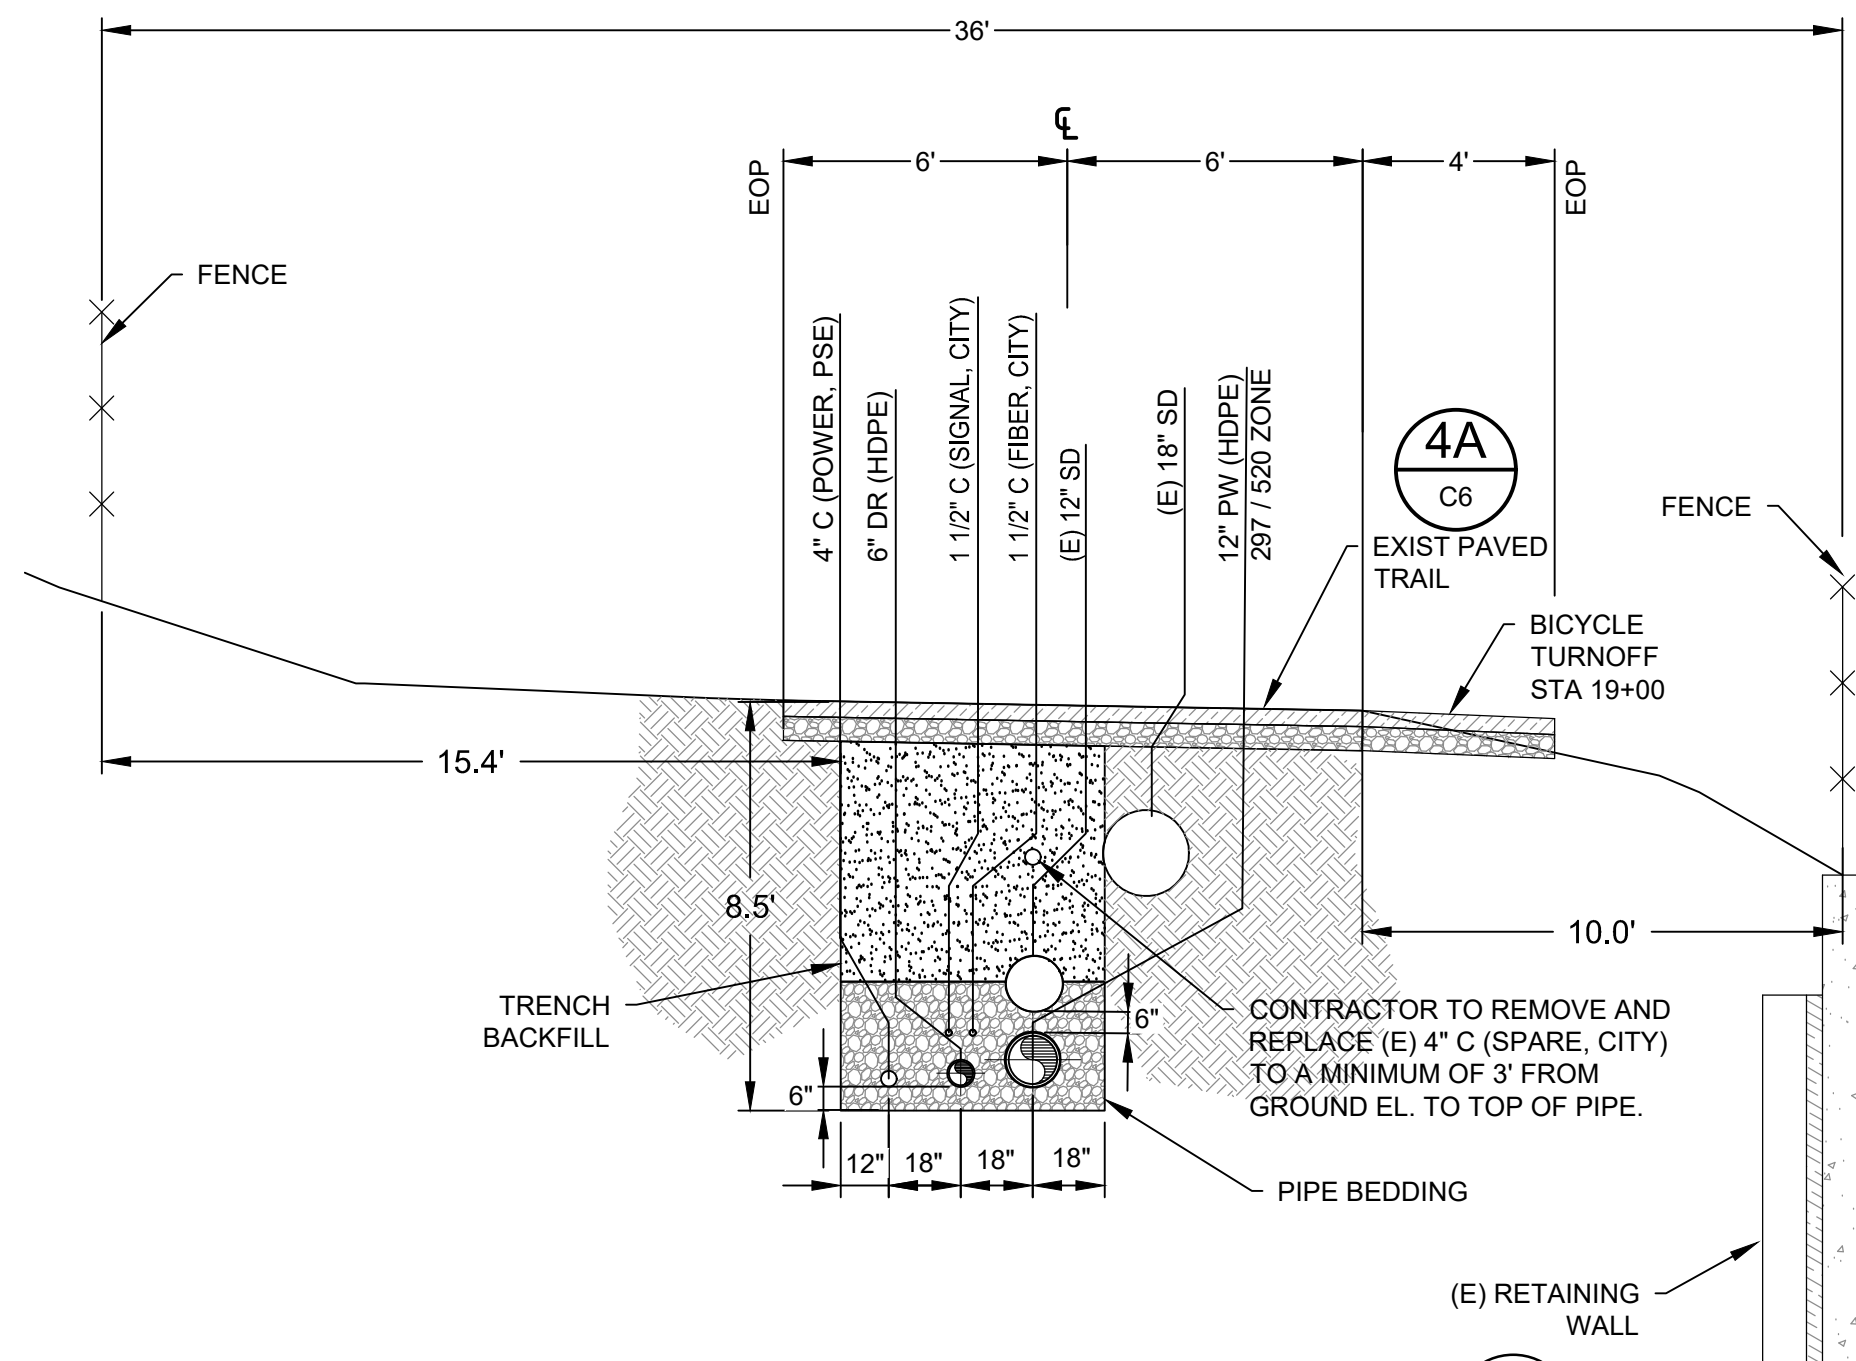 36'
℄
6'
6'
4'
EOP
EOP
FENCE
4" C (POWER, PSE)
6" DR (HDPE)
1 1/2" C (SIGNAL, CITY)
1 1/2" C (FIBER, CITY)
(E) 12" SD
(E) 18" SD
12" PW (HDPE)
297 / 520 ZONE
4A
C6
FENCE
EXIST PAVED
TRAIL
BICYCLE
TURNOFF
STA 19+00
15.4'
8.5'
10.0'
TRENCH
BACKFILL
6"
CONTRACTOR TO REMOVE AND
REPLACE (E) 4" C (SPARE, CITY)
TO A MINIMUM OF 3' FROM
GROUND EL. TO TOP OF PIPE.
6"
12"
18"
18"
18"
PIPE BEDDING
(E) RETAINING
WALL